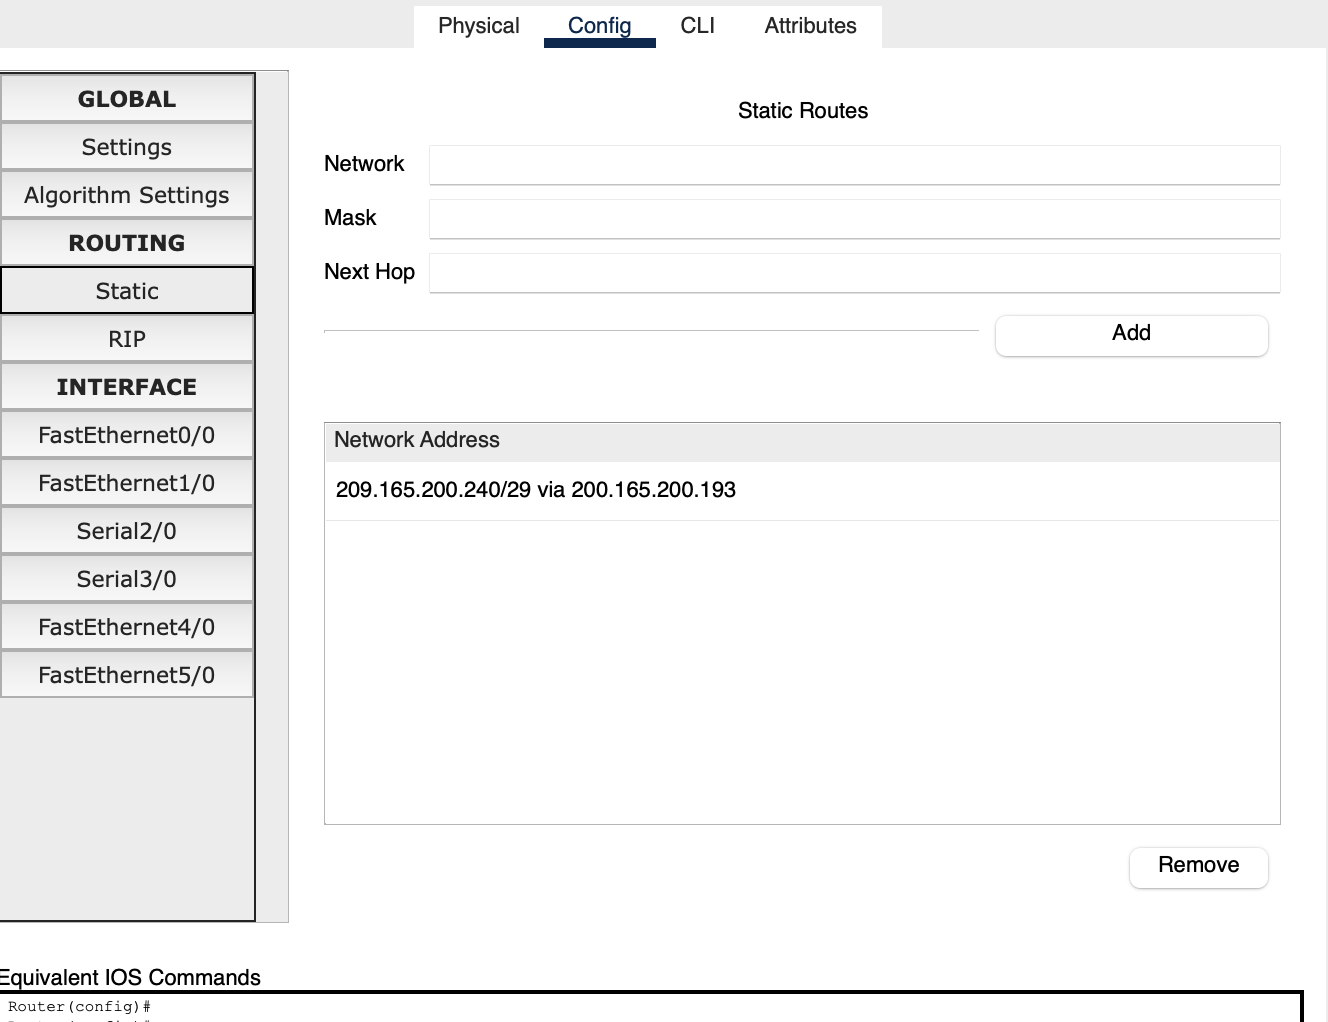 Physical Config CLI Attributes
GLOBAL
Settings
Algorithm Settings
ROUTING
Static
RIP
INTERFACE
FastEthernet0/0
FastEthernet1/0
Serial2/0
Serial3/0
FastEthernet4/0
FastEthernet5/0
Static Routes
Network
Mask
Next Hop
Add
Network Address
209.165.200.240/29 via 200.165.200.193
Remove
Equivalent IOS Commands
Router(config)#